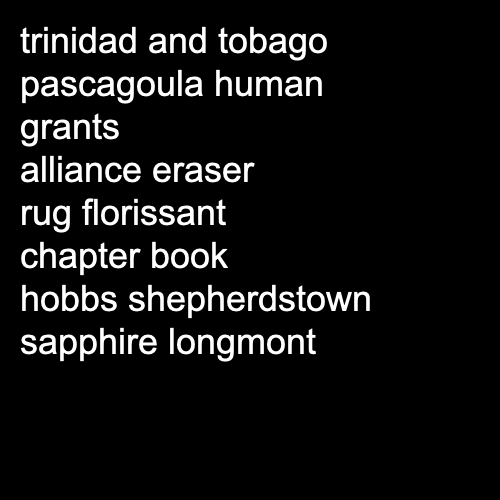 trinidad and tobago
pascagoula human
grants
alliance eraser
rug florissant
chapter book
hobbs shepherdstown
sapphire longmont